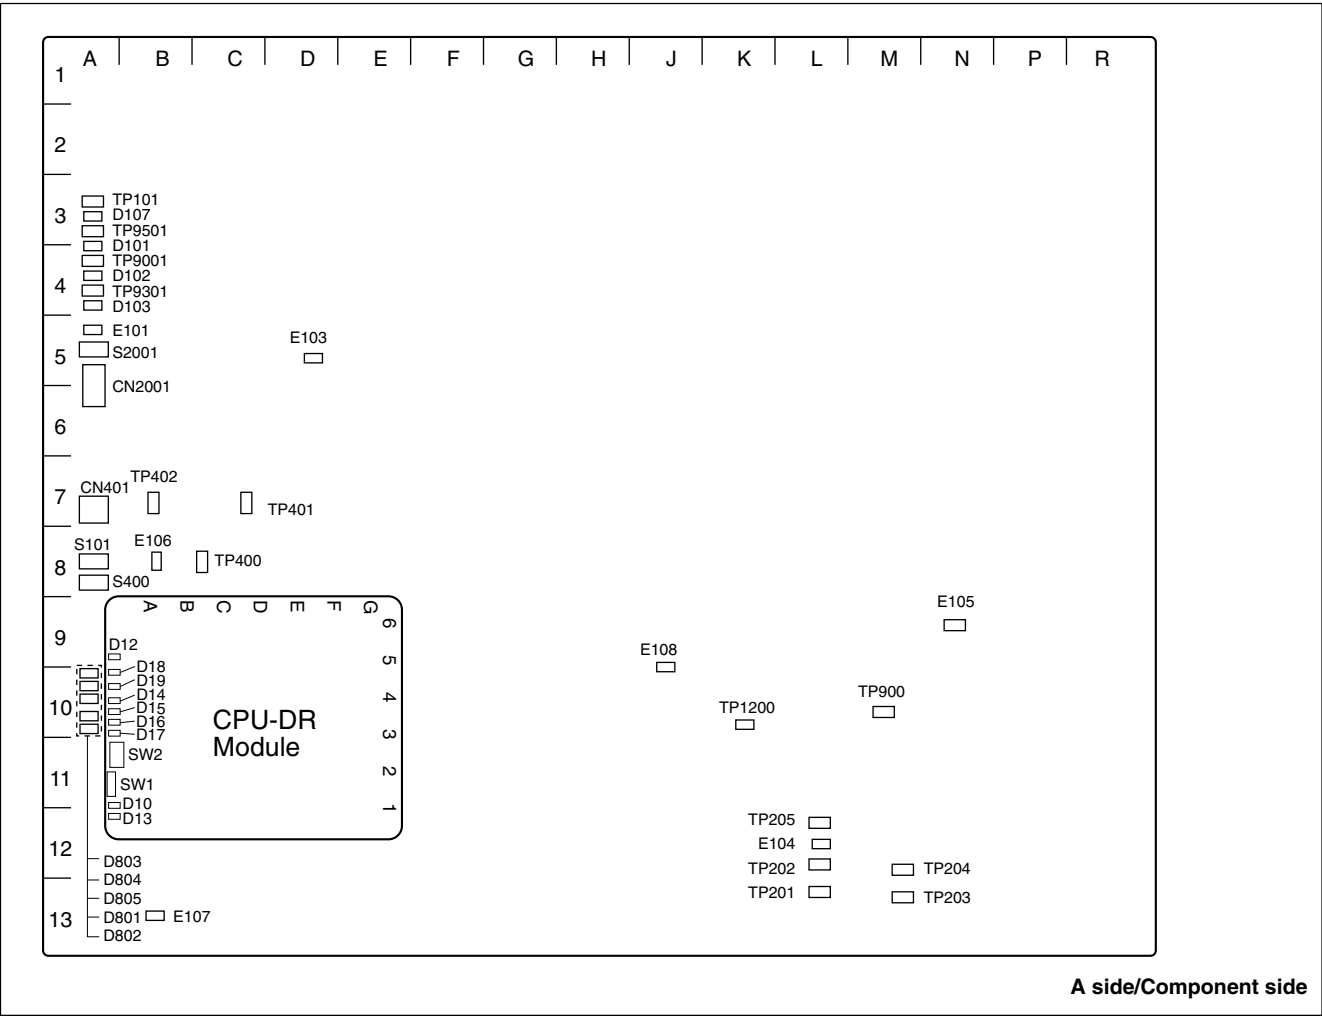 A B C D E F G H J K L M N P R
1
2
3
4
5
6
7
8
9
10
11
12
13
TP101
D107
TP9501
D101
TP9001
D102
TP9301
D103
E101
S2001
CN2001
E103
TP402
CN401
TP401
S101
E106
TP400
S400
A B C D E F G
6
5
4
3
2
1
D12
D18
D19
D14
D15
D16
D17
SW2
SW1
D10
D13
CPU-DR
Module
D803
D804
D805
D801
D802
E107
E105
E108
TP900
TP1200
TP205
E104
TP202
TP201
TP204
TP203
A side/Component side